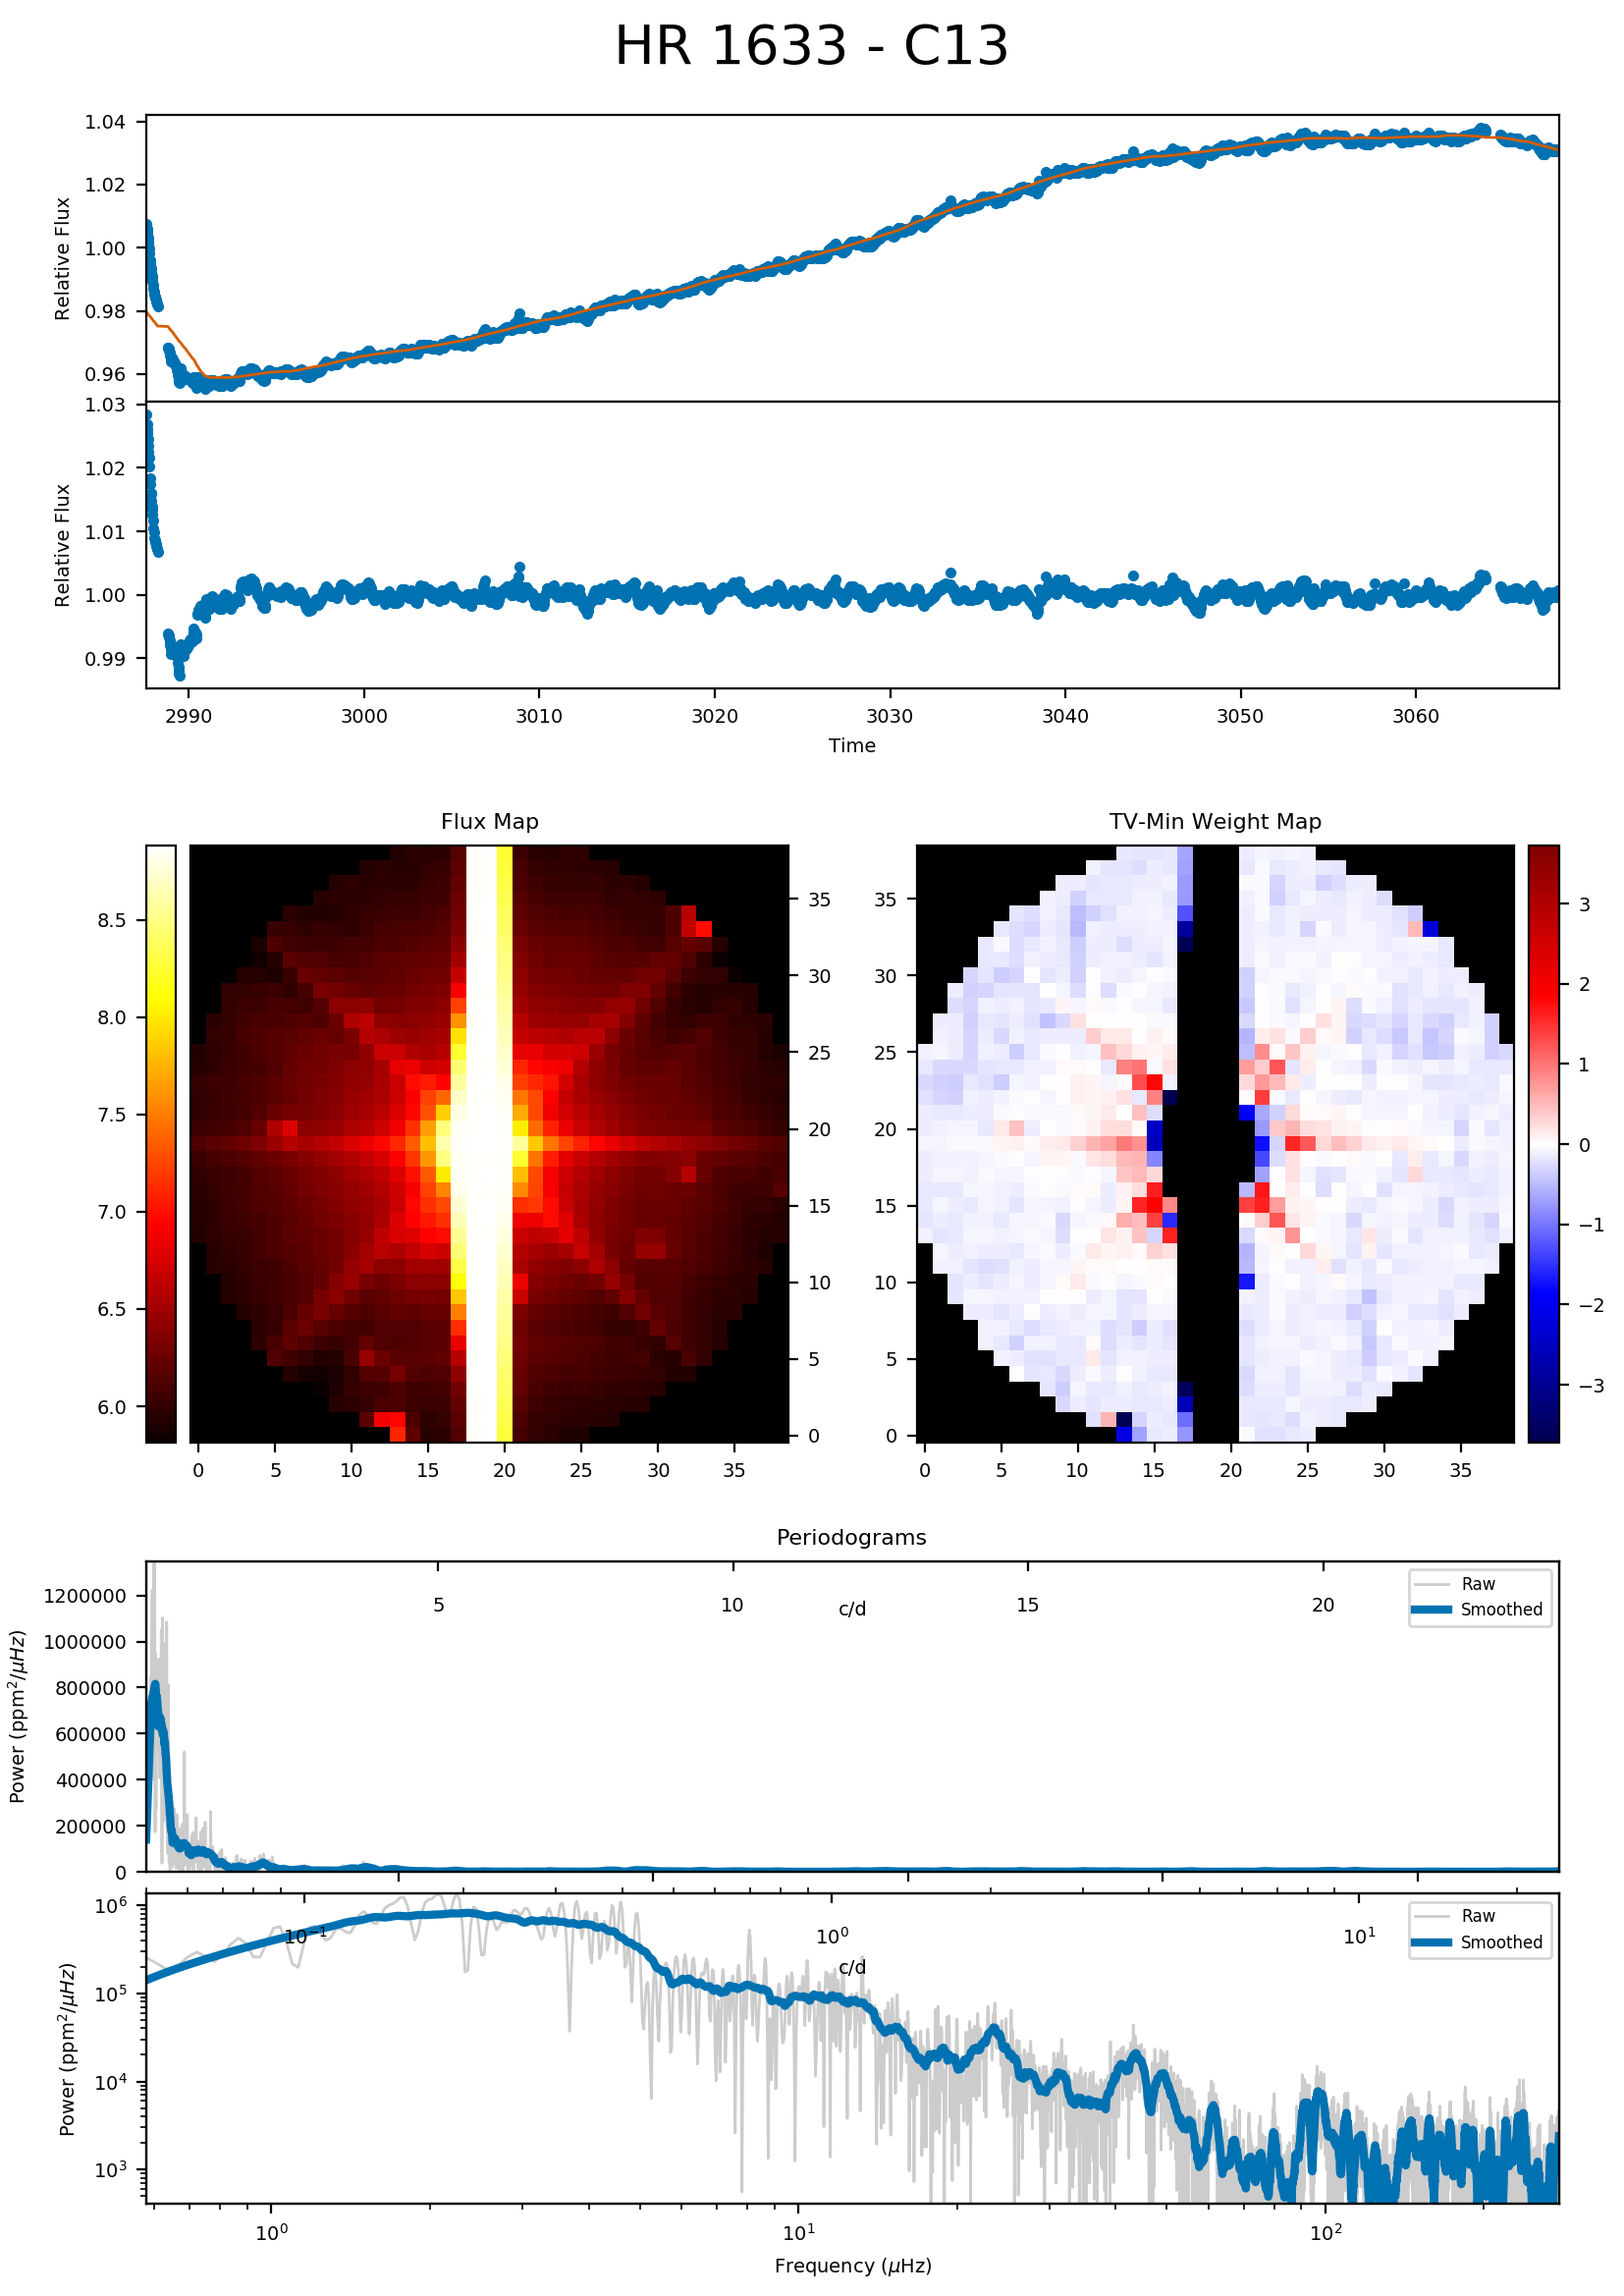 HR 1633 - C13
1.04
1.02
1.00
0.98
0.96
Relative Flux
1.03
1.02
1.01
1.00
0.99
Relative Flux
2990 3000 3010 3020 3030 3040 3050 3060
Time
Flux Map
8.5
8.0
7.5
7.0
6.5
6.0
35
30
25
20
15
10
5
0
0 5 10 15 20 25 30 35
TV-Min Weight Map
35
30
25
20
15
10
5
0
0 5 10 15 20 25 30 35
3
2
1
0
−1
−2
−3
Periodograms
1200000
1000000
800000
600000
400000
200000
0
Power (ppm²/μHz)
5 10 15 20
c/d
Raw
Smoothed
10⁶
10⁵
10⁴
10³
Power (ppm²/μHz)
10⁻¹ 10⁰ 10¹
c/d
Raw
Smoothed
10⁰ 10¹ 10²
Frequency (μHz)